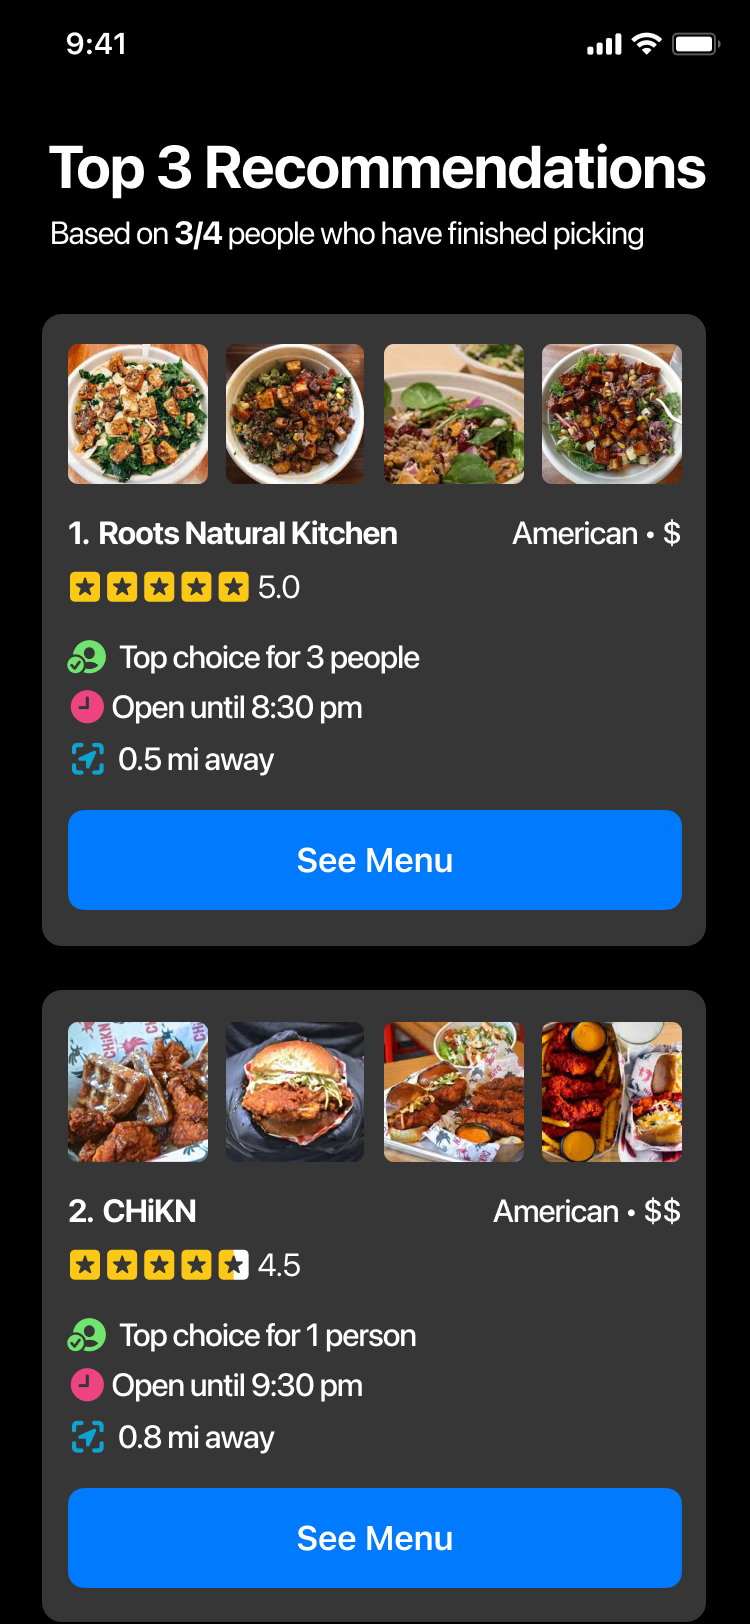 9:41
Top 3 Recommendations
Based on 3/4 people who have finished picking
1. Roots Natural Kitchen
American • $
5.0
Top choice for 3 people
Open until 8:30 pm
0.5 mi away
See Menu
CHiKN
2. CHiKN
American • $$
4.5
Top choice for 1 person
Open until 9:30 pm
0.8 mi away
See Menu